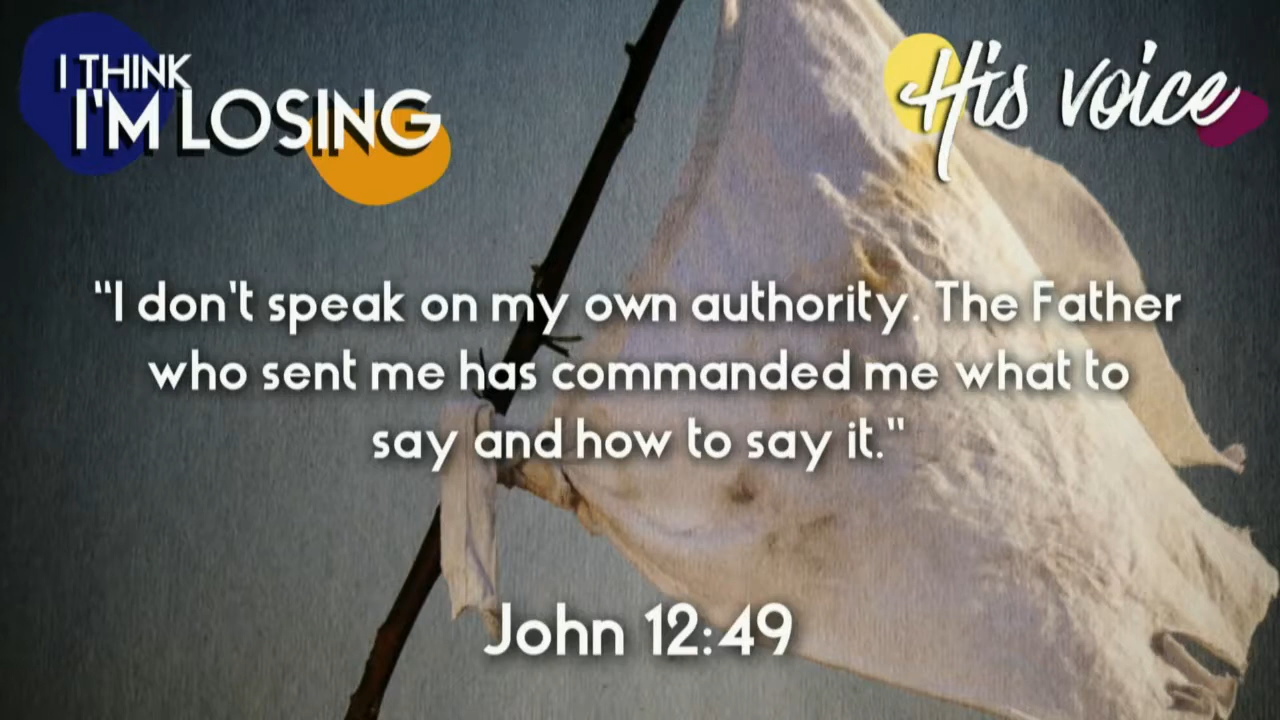 I THINK
I'M LOSING
His voice
"I don't speak on my own authority. The Father
who sent me has commanded me what to
say and how to say it."
John 12:49